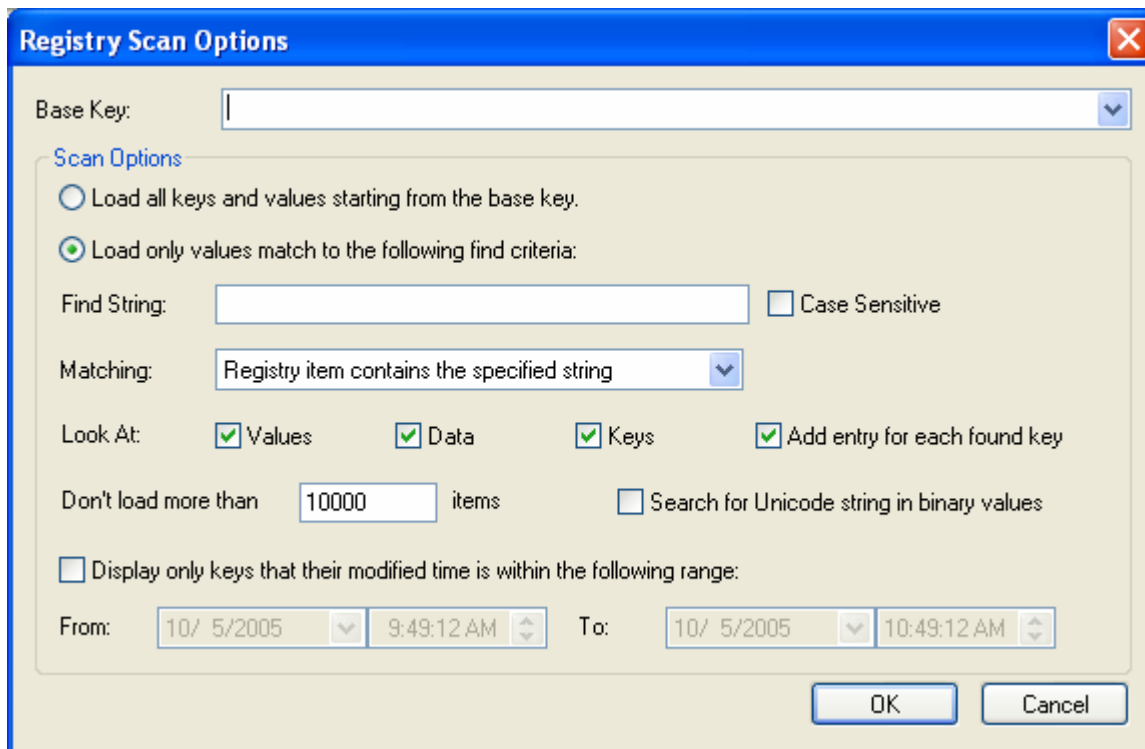 Registry Scan Options
Base Key:
Scan Options
Load all keys and values starting from the base key.
Load only values match to the following find criteria:
Find String: Case Sensitive
Matching: Registry item contains the specified string
Look At: Values Data Keys Add entry for each found key
Don't load more than 10000 items Search for Unicode string in binary values
Display only keys that their modified time is within the following range:
From: 10/ 5/2005 9:49:12 AM To: 10/ 5/2005 10:49:12 AM
OK Cancel